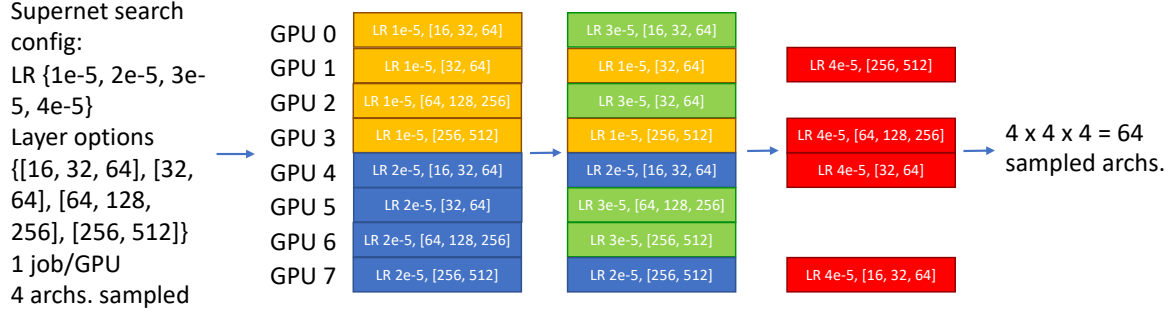 Supernet search
config:
LR {1e-5, 2e-5, 3e-
5, 4e-5}
Layer options
{[16, 32, 64], [32,
64], [64, 128,
256], [256, 512]}
1 job/GPU
4 archs. sampled
GPU 0
GPU 1
GPU 2
GPU 3
GPU 4
GPU 5
GPU 6
GPU 7
LR 1e-5, [16, 32, 64]
LR 1e-5, [32, 64]
LR 1e-5, [64, 128, 256]
LR 1e-5, [256, 512]
LR 2e-5, [16, 32, 64]
LR 2e-5, [32, 64]
LR 2e-5, [64, 128, 256]
LR 2e-5, [256, 512]
LR 3e-5, [16, 32, 64]
LR 1e-5, [32, 64]
LR 3e-5, [32, 64]
LR 1e-5, [256, 512]
LR 2e-5, [16, 32, 64]
LR 3e-5, [64, 128, 256]
LR 3e-5, [256, 512]
LR 2e-5, [256, 512]
LR 4e-5, [256, 512]
LR 4e-5, [64, 128, 256]
LR 4e-5, [32, 64]
LR 4e-5, [16, 32, 64]
4 x 4 x 4 = 64
sampled archs.